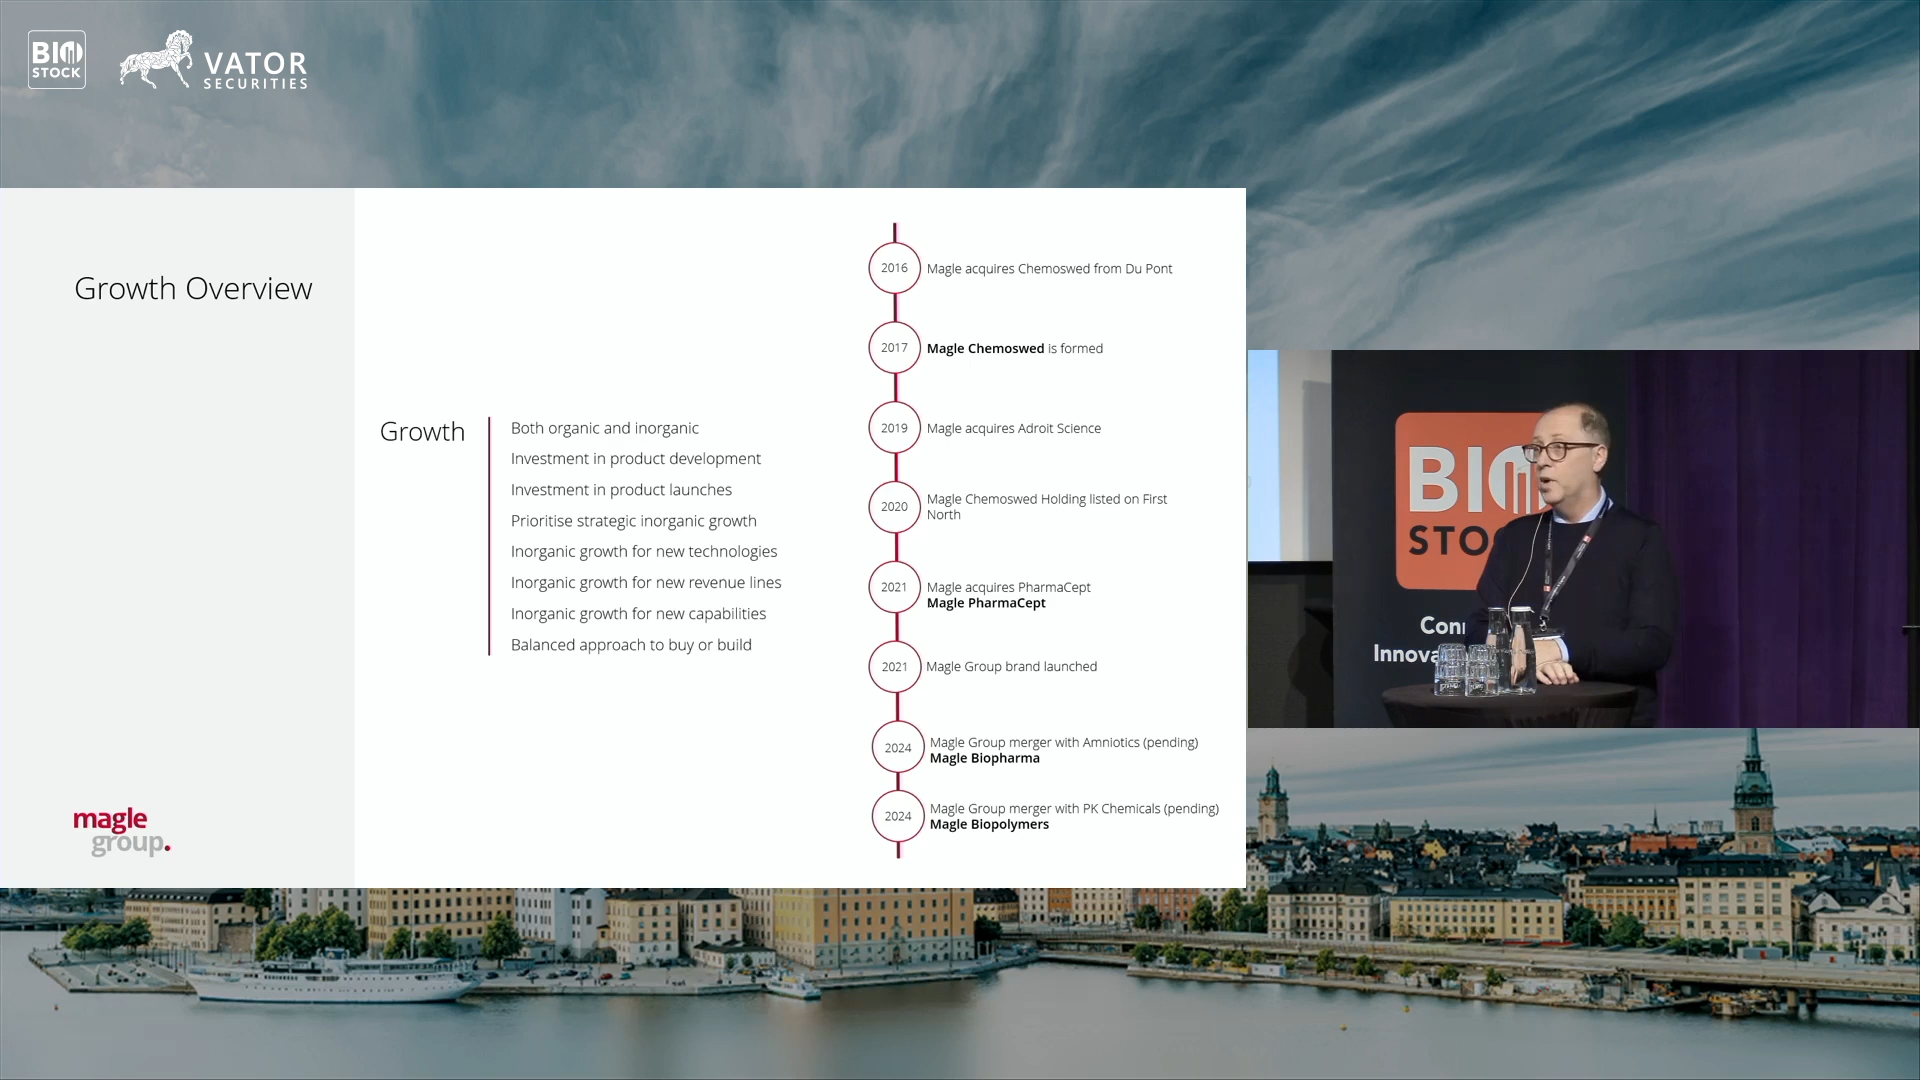 BIO
STOCK
VATOR
SECURITIES
Growth Overview
Growth
Both organic and inorganic
Investment in product development
Investment in product launches
Prioritise strategic inorganic growth
Inorganic growth for new technologies
Inorganic growth for new revenue lines
Inorganic growth for new capabilities
Balanced approach to buy or build
2016
Magle acquires Chemoswed from Du Pont
2017
Magle Chemoswed is formed
2019
Magle acquires Adroit Science
2020
Magle Chemoswed Holding listed on First
North
2021
Magle acquires PharmaCept
Magle PharmaCept
2021
Magle Group brand launched
2024
Magle Group merger with Amniotics (pending)
Magle Biopharma
2024
Magle Group merger with PK Chemicals (pending)
Magle Biopolymers
magle
group.
BIO
STO
Conn
Innova